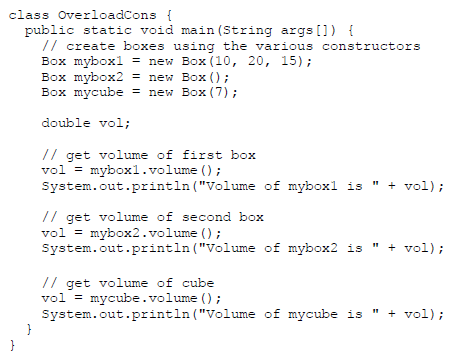 class OverloadCons {
  public static void main(String args[]) {
    // create boxes using the various constructors
    Box mybox1 = new Box(10, 20, 15);
    Box mybox2 = new Box();
    Box mycube = new Box(7);

    double vol;

    // get volume of first box
    vol = mybox1.volume();
    System.out.println("Volume of mybox1 is " + vol);

    // get volume of second box
    vol = mybox2.volume();
    System.out.println("Volume of mybox2 is " + vol);

    // get volume of cube
    vol = mycube.volume();
    System.out.println("Volume of mycube is " + vol);
  }
}